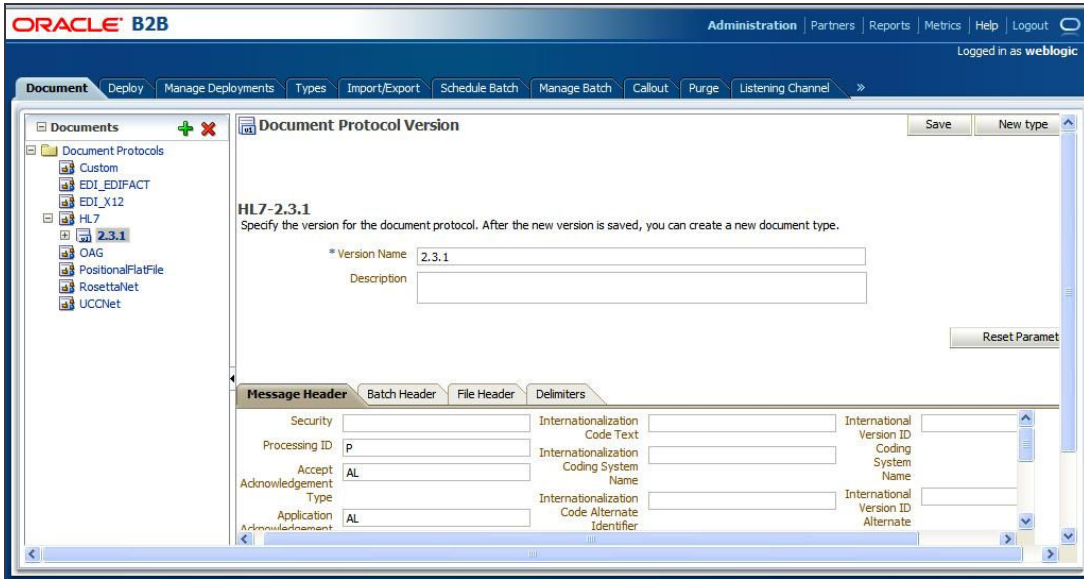 ORACLE B2B
Administration | Partners | Reports | Metrics | Help | Logout
Logged in as weblogic
Document Deploy Manage Deployments Types Import/Export Schedule Batch Manage Batch Callout Purge Listening Channel »
Documents
Document Protocols
Custom
EDI_EDIFACT
EDI_X12
HL7
2.3.1
OAG
PositionalFlatFile
RosettaNet
UCCNet
Document Protocol Version
Save New type
HL7-2.3.1
Specify the version for the document protocol. After the new version is saved, you can create a new document type.
* Version Name 2.3.1
Description
Reset Paramet
Message Header Batch Header File Header Delimiters
Security
Processing ID P
Accept Acknowledgement Type AL
Application Acknowledgement AL
Internationalization Code Text
Internationalization Coding System Name
Internationalization Code Alternate Identifier
International Version ID Coding System Name
International Version ID Alternate